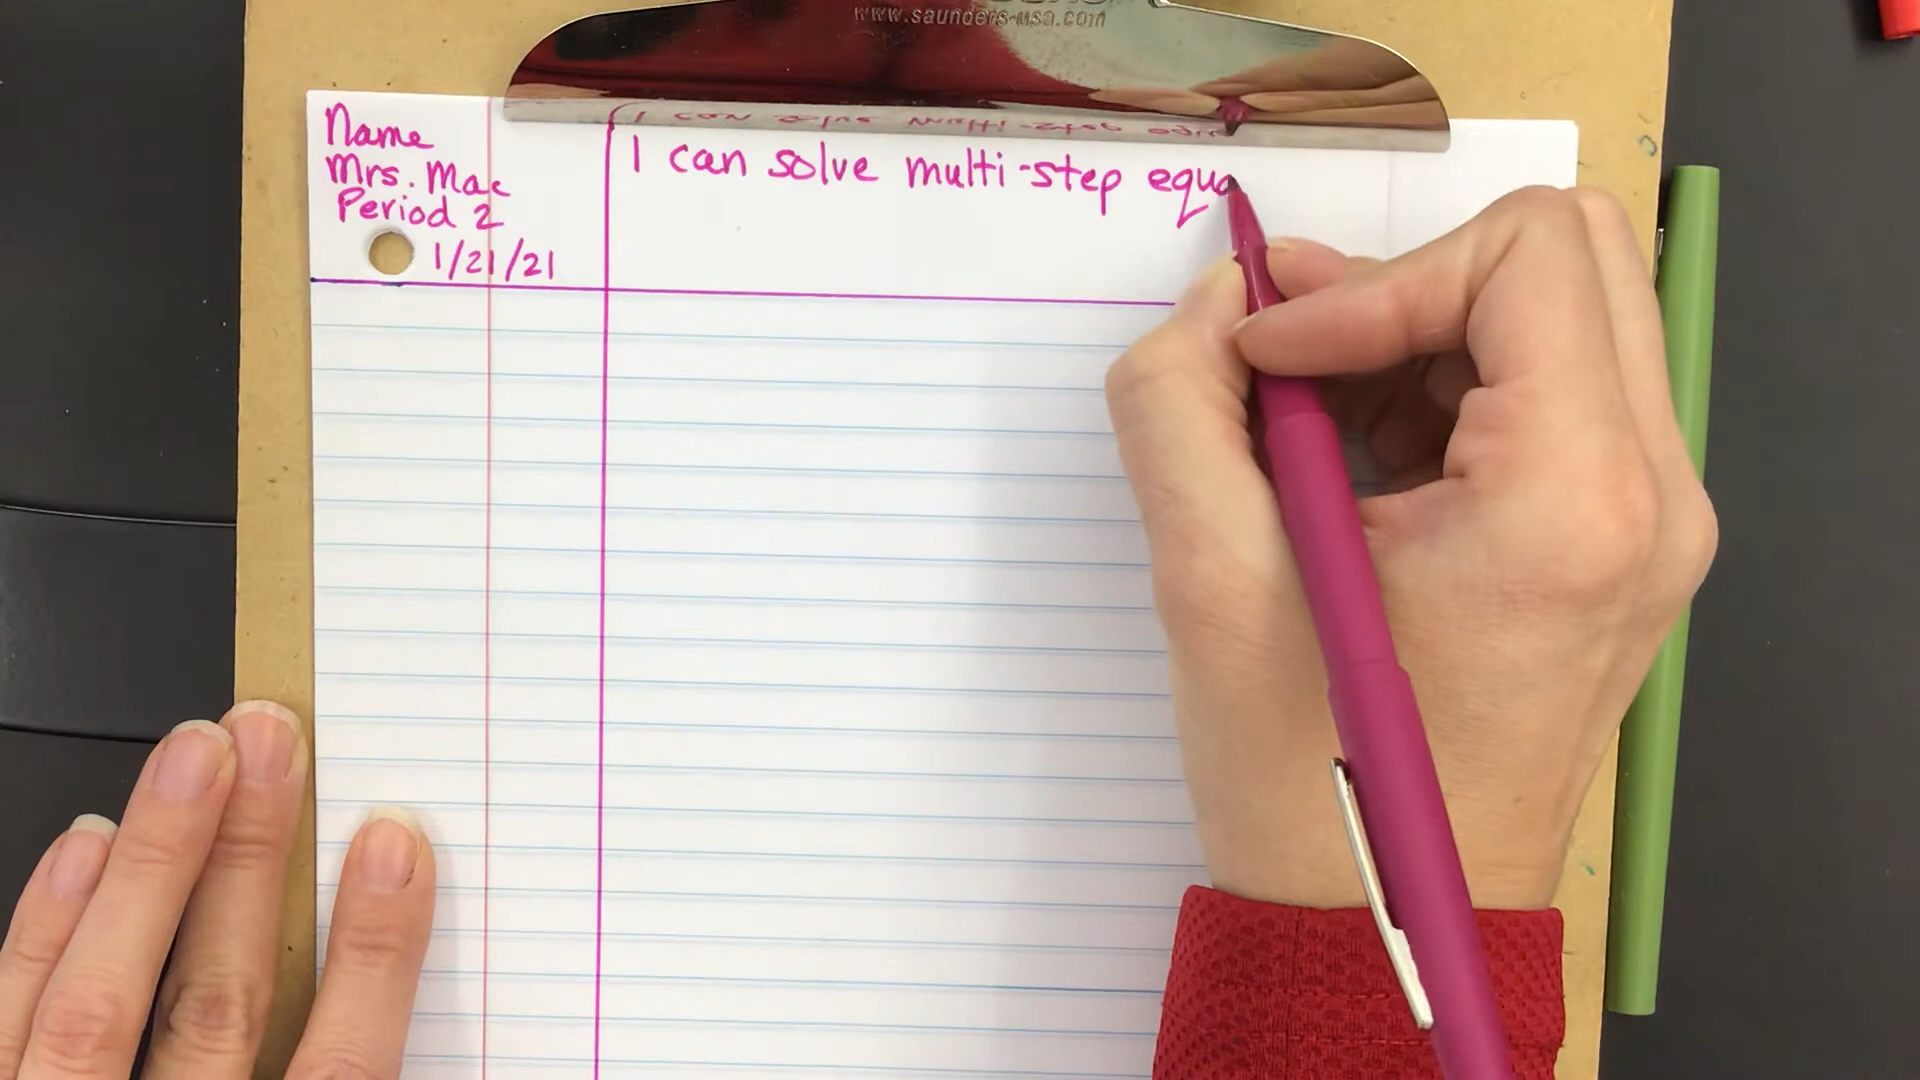 www.saunders-usa.com
Name
Mrs. Mac
Period 2
1/21/21
I can solve multi-step equa